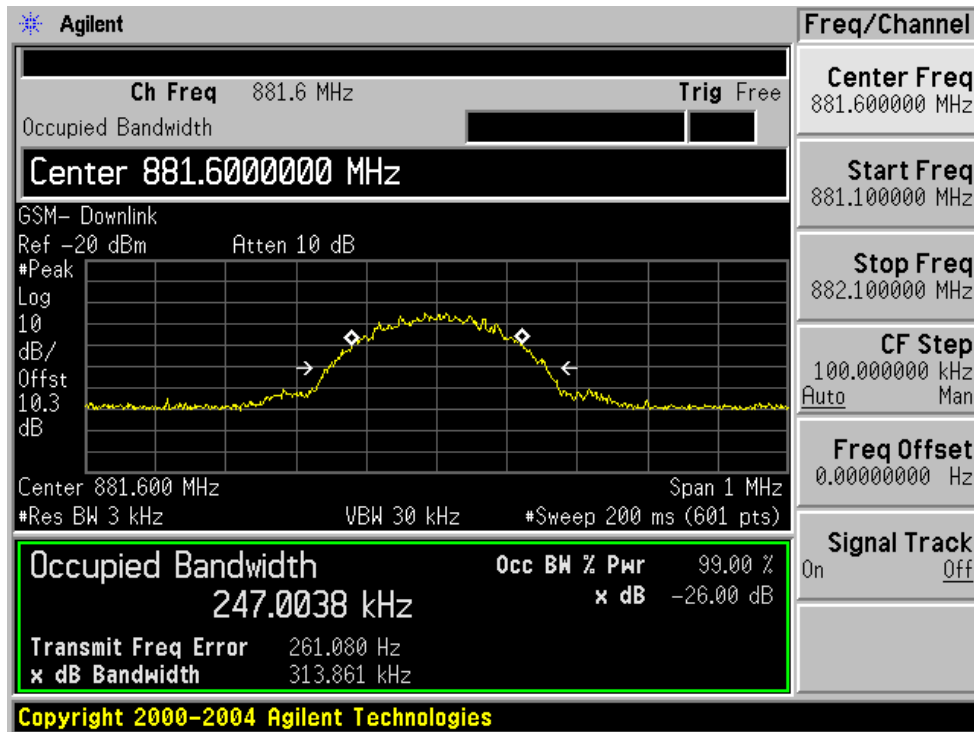 Agilent
Ch Freq 881.6 MHz Trig Free
Occupied Bandwidth
Center 881.6000000 MHz
GSM– Downlink
Ref –20 dBm Atten 10 dB
#Peak
Log
10
dB/
Offst
10.3
dB
Center 881.600 MHz Span 1 MHz
#Res BW 3 kHz VBW 30 kHz #Sweep 200 ms (601 pts)
Occupied Bandwidth
247.0038 kHz
Occ BW % Pwr 99.00 %
x dB –26.00 dB
Transmit Freq Error 261.080 Hz
x dB Bandwidth 313.861 kHz
Copyright 2000–2004 Agilent Technologies
Freq/Channel
Center Freq
881.600000 MHz
Start Freq
881.100000 MHz
Stop Freq
882.100000 MHz
CF Step
100.000000 kHz
Auto Man
Freq Offset
0.00000000 Hz
Signal Track
On Off